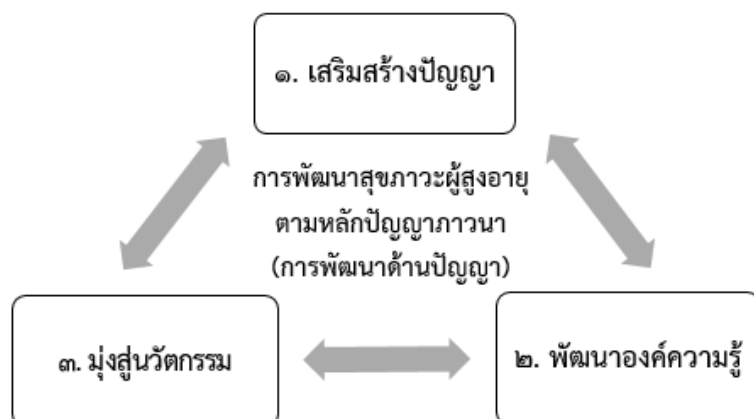 ๑. เสริมสร้างปัญญา
การพัฒนาสุขภาวะผู้สูงอายุ
ตามหลักปัญญาภาวนา
(การพัฒนาด้านปัญญา)
๓. มุ่งสู่นวัตกรรม
๒. พัฒนาองค์ความรู้